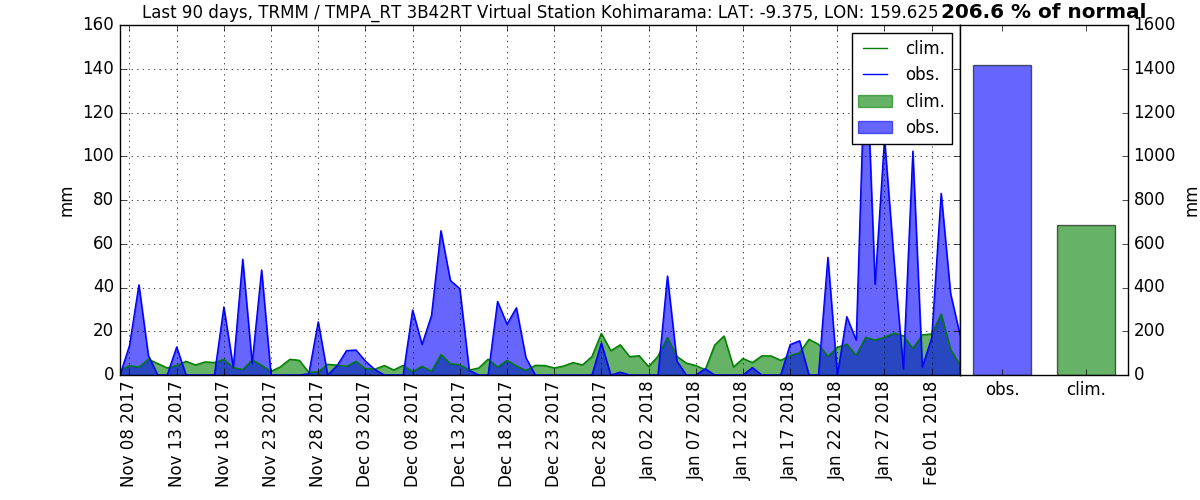 Last 90 days, TRMM / TMPA_RT 3B42RT Virtual Station Kohimarama: LAT: -9.375, LON: 159.625
206.6 % of normal
160
140
120
100
80
60
40
20
0
mm
clim.
obs.
clim.
obs.
1600
1400
1200
1000
800
600
400
200
0
mm
Nov 08 2017
Nov 13 2017
Nov 18 2017
Nov 23 2017
Nov 28 2017
Dec 03 2017
Dec 08 2017
Dec 13 2017
Dec 18 2017
Dec 23 2017
Dec 28 2017
Jan 02 2018
Jan 07 2018
Jan 12 2018
Jan 17 2018
Jan 22 2018
Jan 27 2018
Feb 01 2018
obs.
clim.